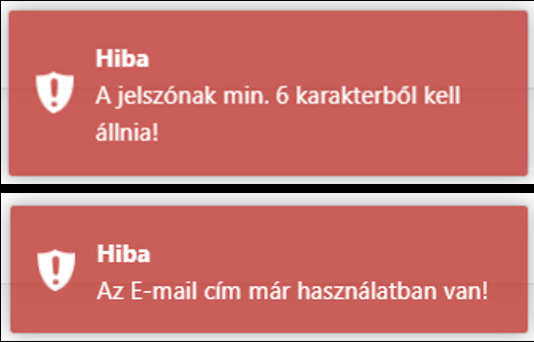 Hiba
A jelszónak min. 6 karakterből kell
állnia!
Hiba
Az E-mail cím már használatban van!